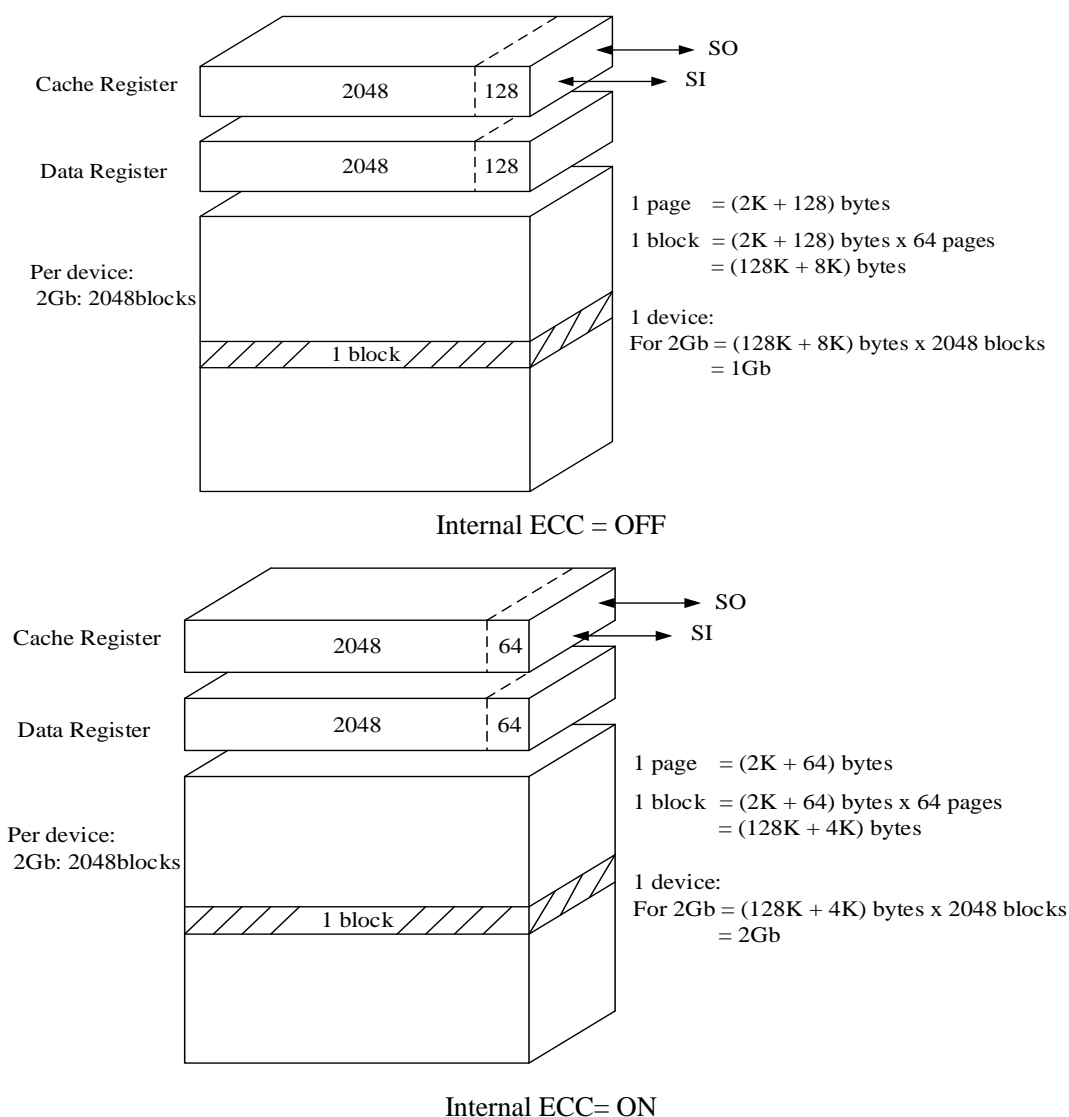 SO
Cache Register
2048
128
SI
Data Register
2048
128
1 page = (2K + 128) bytes
1 block = (2K + 128) bytes x 64 pages
= (128K + 8K) bytes
Per device:
2Gb: 2048blocks
1 device:
For 2Gb = (128K + 8K) bytes x 2048 blocks
= 1Gb
1 block
Internal ECC = OFF
SO
Cache Register
2048
64
SI
Data Register
2048
64
1 page = (2K + 64) bytes
1 block = (2K + 64) bytes x 64 pages
= (128K + 4K) bytes
Per device:
2Gb: 2048blocks
1 device:
For 2Gb = (128K + 4K) bytes x 2048 blocks
= 2Gb
1 block
Internal ECC= ON